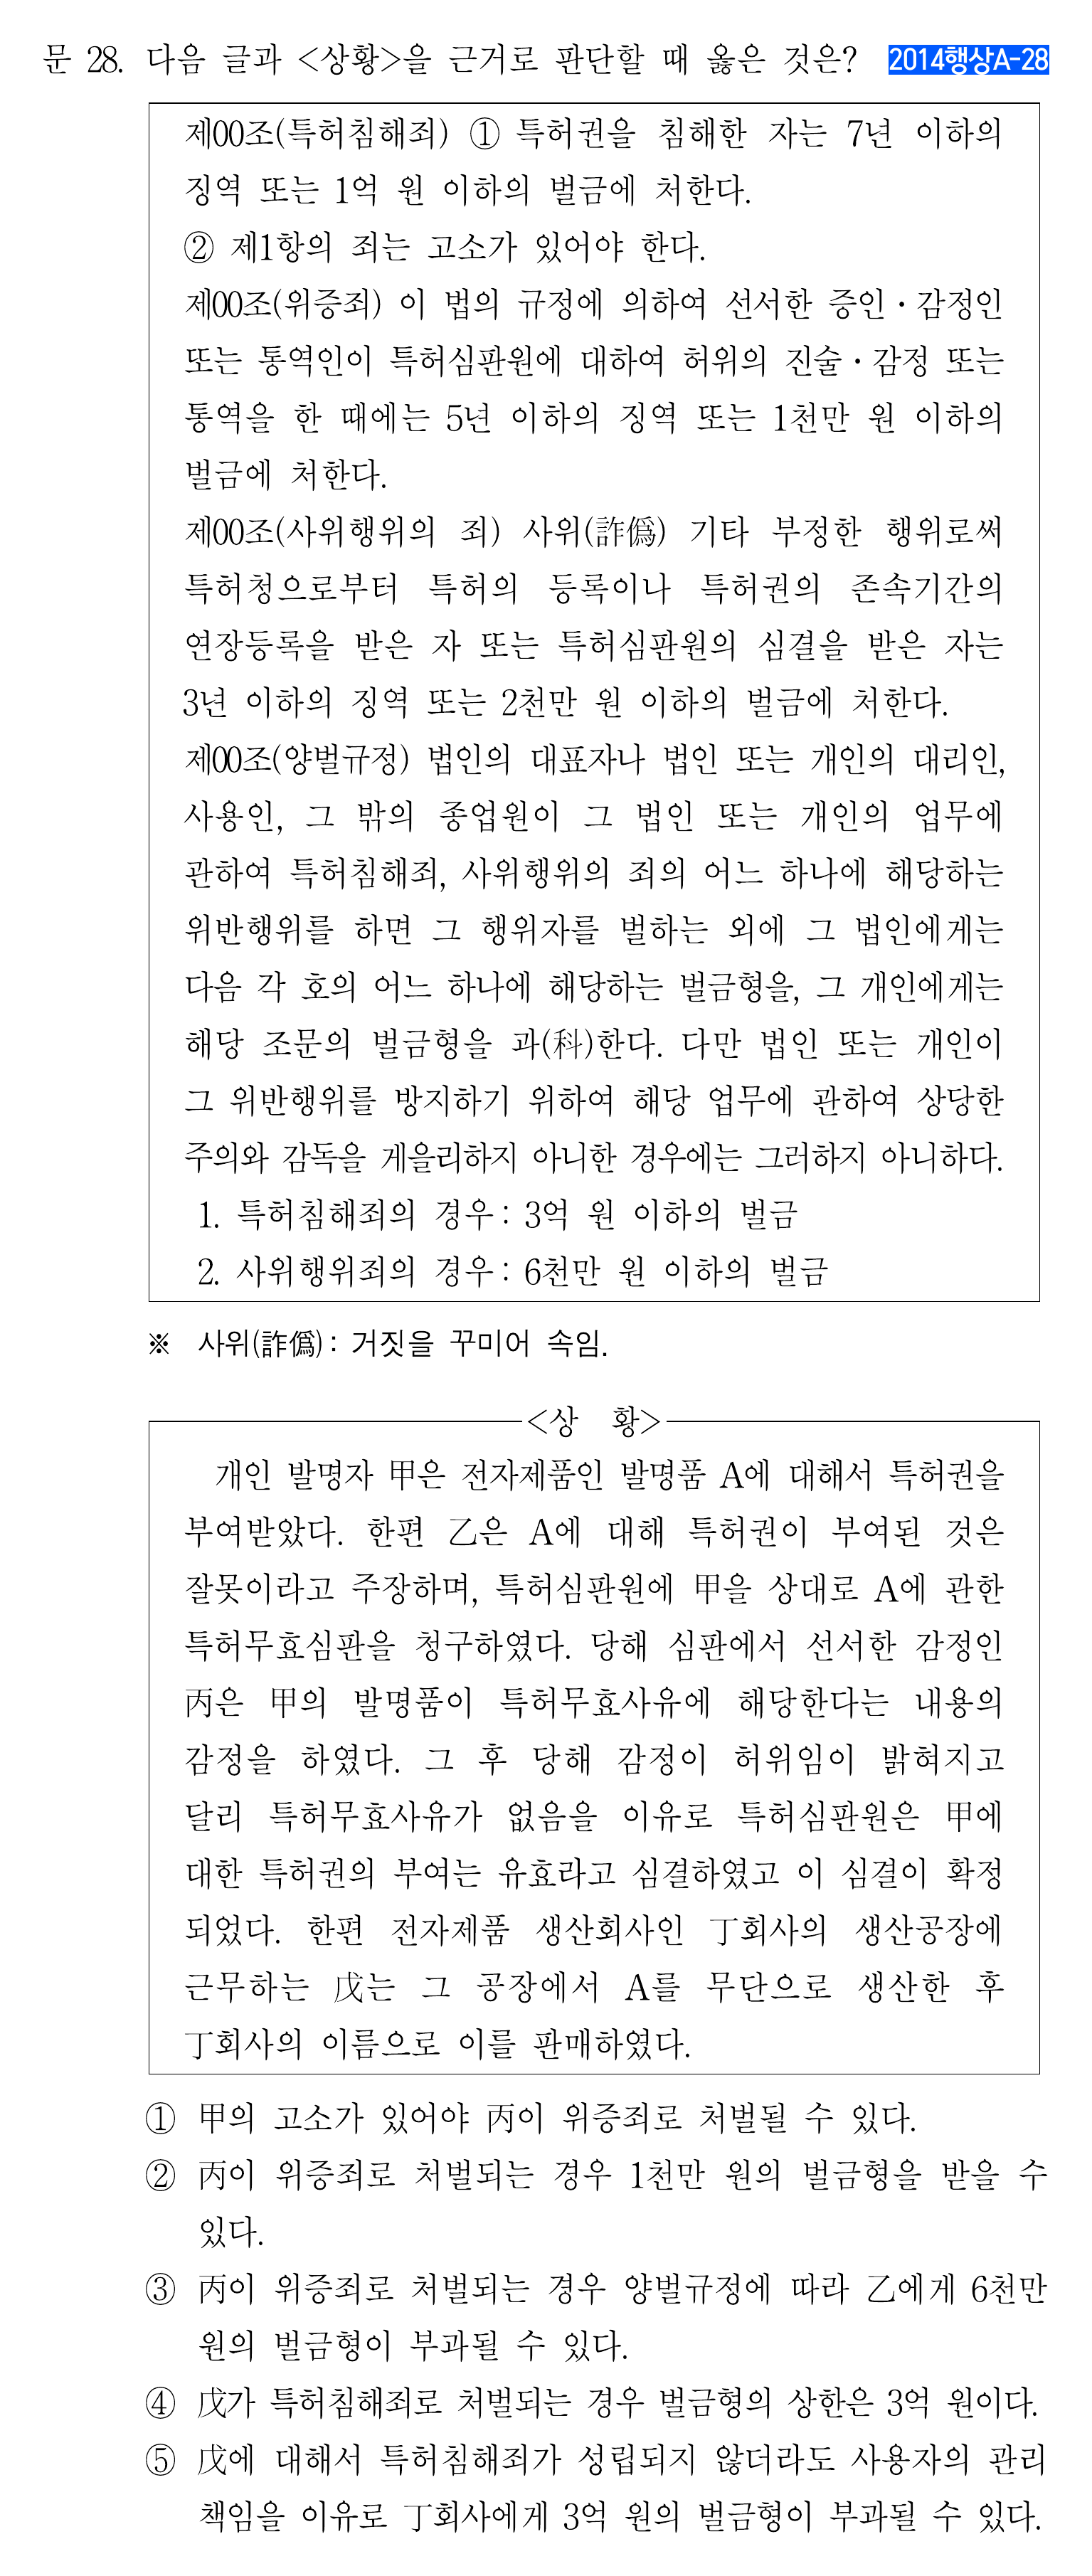 문 28. 다음 글과 <상황>을 근거로 판단할 때 옳은 것은? 2014행상A-28
제00조(특허침해죄) ① 특허권을 침해한 자는 7년 이하의
징역 또는 1억 원 이하의 벌금에 처한다.
② 제1항의 죄는 고소가 있어야 한다.
제00조(위증죄) 이 법의 규정에 의하여 선서한 증인·감정인
또는 통역인이 특허심판원에 대하여 허위의 진술·감정 또는
통역을 한 때에는 5년 이하의 징역 또는 1천만 원 이하의
벌금에 처한다.
제00조(사위행위의 죄) 사위(詐僞) 기타 부정한 행위로써
특허청으로부터 특허의 등록이나 특허권의 존속기간의
연장등록을 받은 자 또는 특허심판원의 심결을 받은 자는
3년 이하의 징역 또는 2천만 원 이하의 벌금에 처한다.
제00조(양벌규정) 법인의 대표자나 법인 또는 개인의 대리인,
사용인, 그 밖의 종업원이 그 법인 또는 개인의 업무에
관하여 특허침해죄, 사위행위의 죄의 어느 하나에 해당하는
위반행위를 하면 그 행위자를 벌하는 외에 그 법인에게는
다음 각 호의 어느 하나에 해당하는 벌금형을, 그 개인에게는
해당 조문의 벌금형을 과(科)한다. 다만 법인 또는 개인이
그 위반행위를 방지하기 위하여 해당 업무에 관하여 상당한
주의와 감독을 게을리하지 아니한 경우에는 그러하지 아니하다.
1. 특허침해죄의 경우: 3억 원 이하의 벌금
2. 사위행위죄의 경우: 6천만 원 이하의 벌금
※ 사위(詐僞): 거짓을 꾸미어 속임.
<상 황>
개인 발명자 甲은 전자제품인 발명품 A에 대해서 특허권을
부여받았다. 한편 乙은 A에 대해 특허권이 부여된 것은
잘못이라고 주장하며, 특허심판원에 甲을 상대로 A에 관한
특허무효심판을 청구하였다. 당해 심판에서 선서한 감정인
丙은 甲의 발명품이 특허무효사유에 해당한다는 내용의
감정을 하였다. 그 후 당해 감정이 허위임이 밝혀지고
달리 특허무효사유가 없음을 이유로 특허심판원은 甲에
대한 특허권의 부여는 유효라고 심결하였고 이 심결이 확정
되었다. 한편 전자제품 생산회사인 丁회사의 생산공장에
근무하는 戊는 그 공장에서 A를 무단으로 생산한 후
丁회사의 이름으로 이를 판매하였다.
① 甲의 고소가 있어야 丙이 위증죄로 처벌될 수 있다.
② 丙이 위증죄로 처벌되는 경우 1천만 원의 벌금형을 받을 수
있다.
③ 丙이 위증죄로 처벌되는 경우 양벌규정에 따라 乙에게 6천만
원의 벌금형이 부과될 수 있다.
④ 戊가 특허침해죄로 처벌되는 경우 벌금형의 상한은 3억 원이다.
⑤ 戊에 대해서 특허침해죄가 성립되지 않더라도 사용자의 관리
책임을 이유로 丁회사에게 3억 원의 벌금형이 부과될 수 있다.